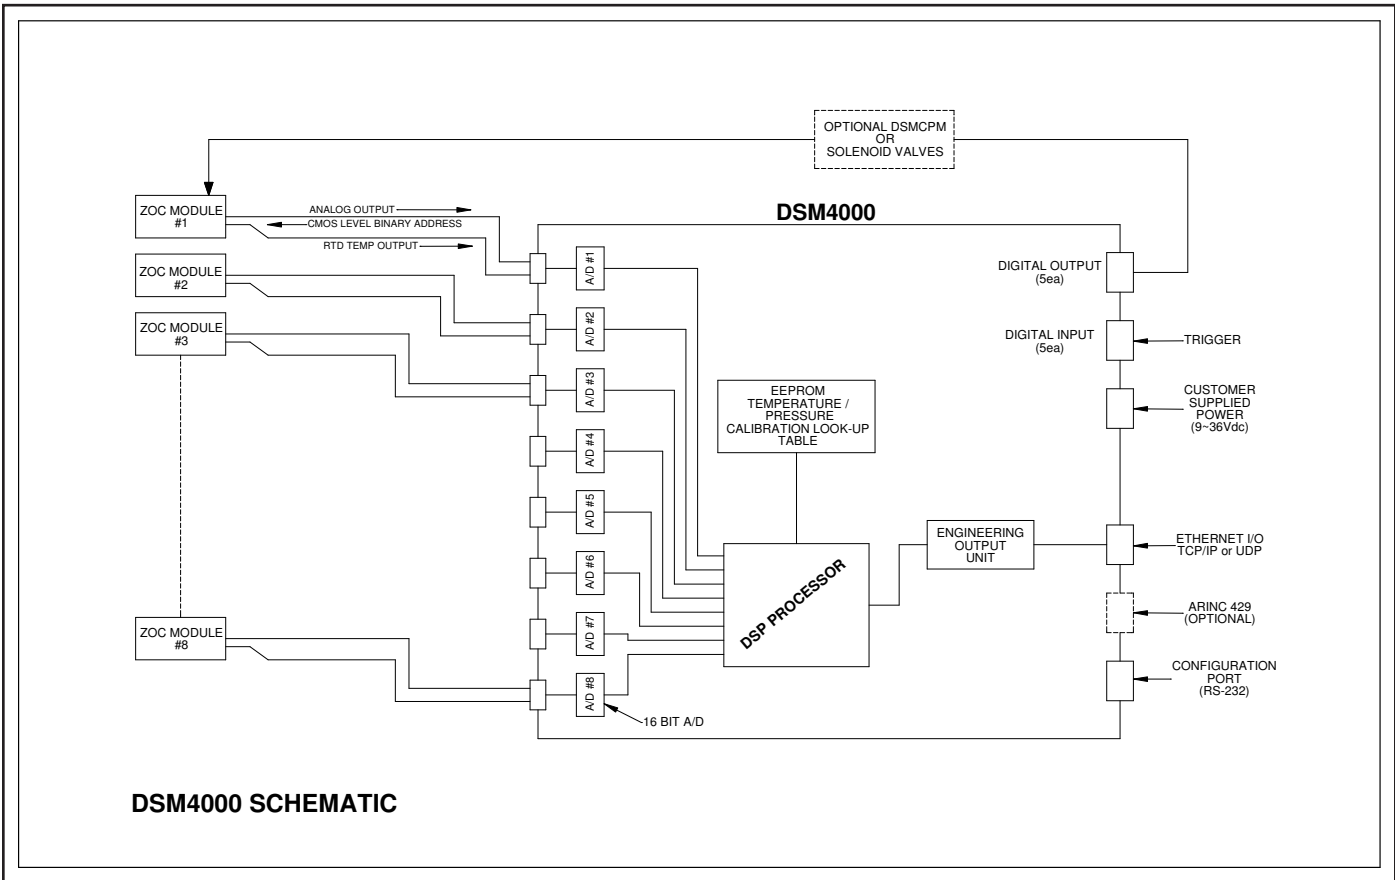 OPTIONAL DSMCPM
OR
SOLENOID VALVES
ZOC MODULE
#1
ANALOG OUTPUT
CMOS LEVEL BINARY ADDRESS
RTD TEMP OUTPUT
DSM4000
ZOC MODULE
#2
ZOC MODULE
#3
ZOC MODULE
#8
A/D #1
A/D #2
A/D #3
A/D #4
A/D #5
A/D #6
A/D #7
A/D #8
16 BIT A/D
EEPROM
TEMPERATURE /
PRESSURE
CALIBRATION LOOK-UP
TABLE
DSP PROCESSOR
ENGINEERING
OUTPUT
UNIT
DIGITAL OUTPUT
(5ea)
DIGITAL INPUT
(5ea)
TRIGGER
CUSTOMER
SUPPLIED
POWER
(9~36Vdc)
ETHERNET I/O
TCP/IP or UDP
ARINC 429
(OPTIONAL)
CONFIGURATION
PORT
(RS-232)
DSM4000 SCHEMATIC